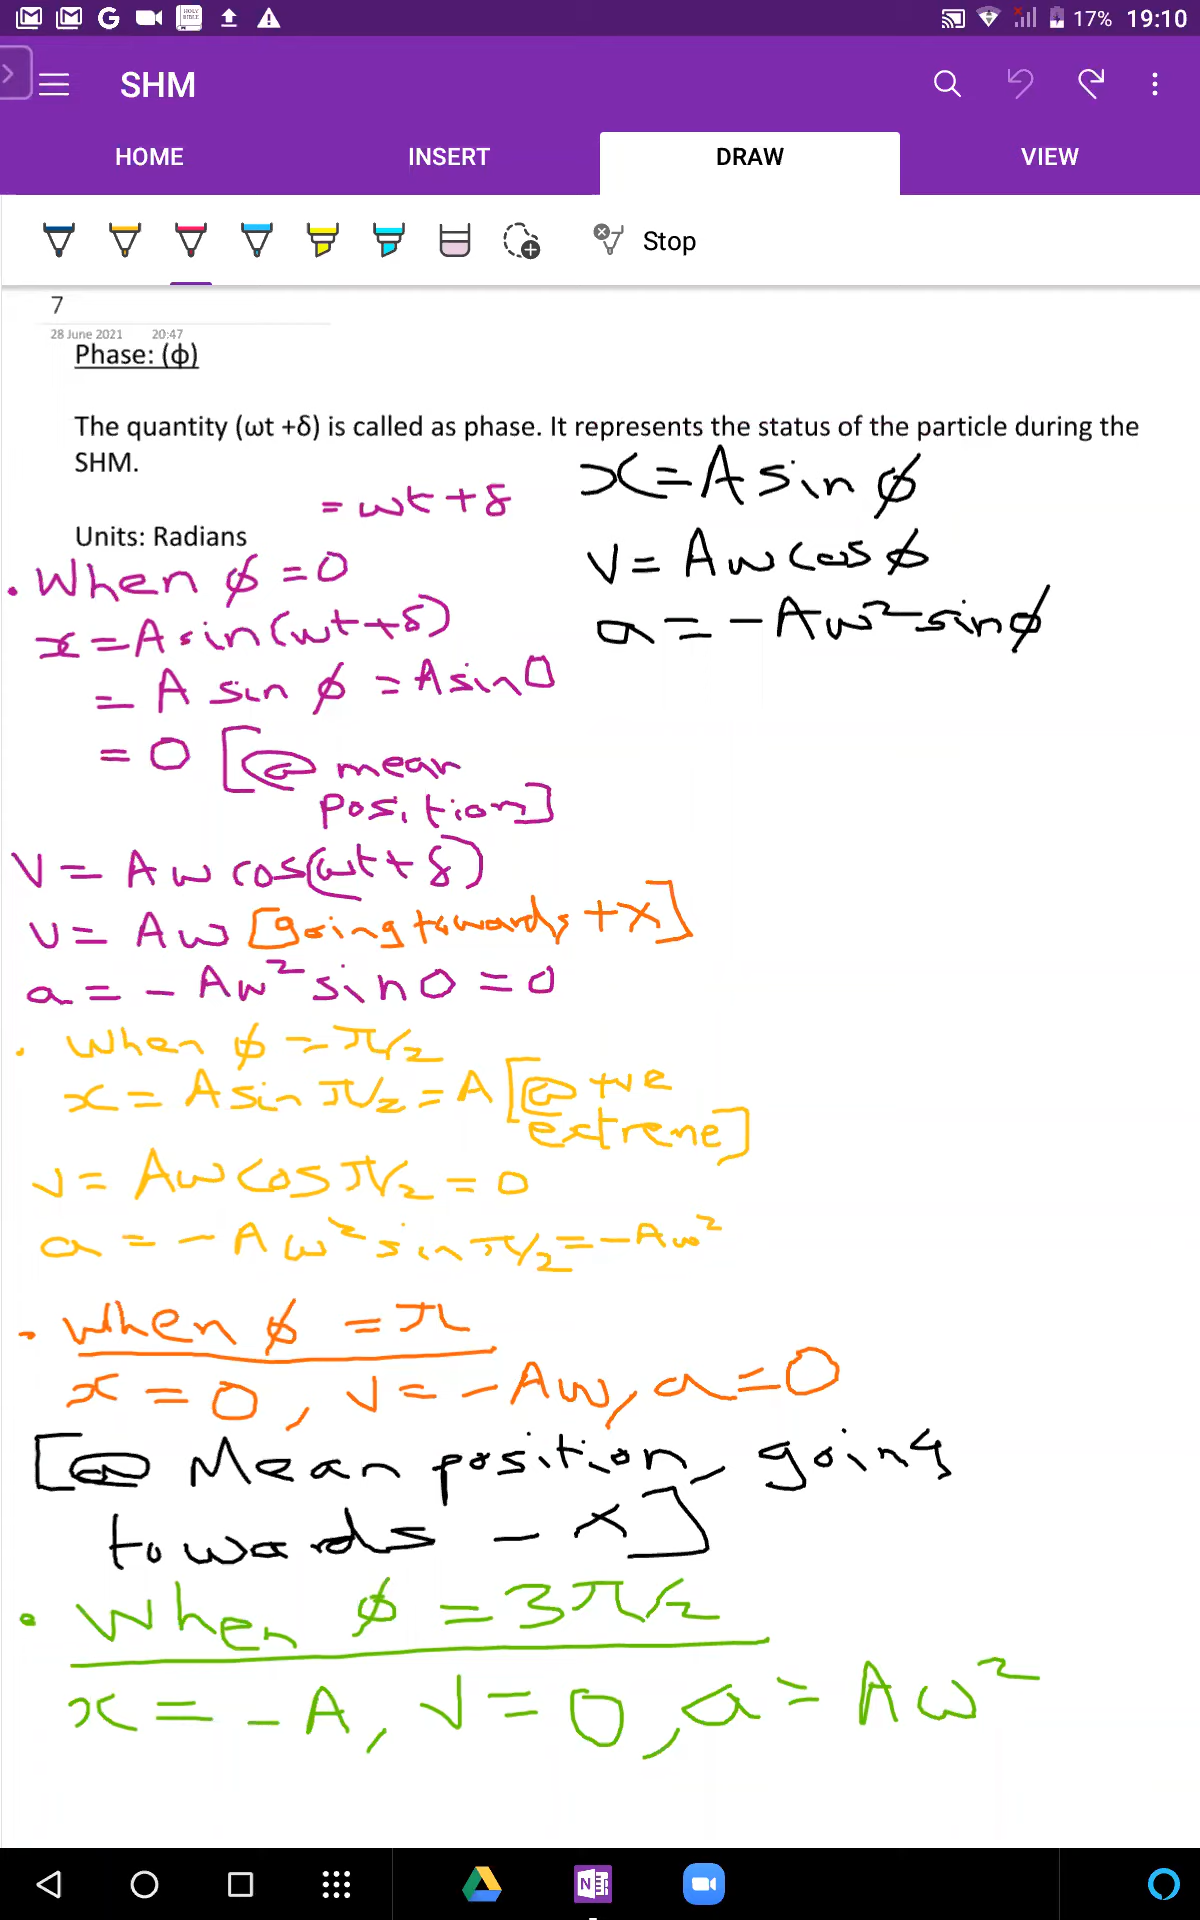 17% 19:10
SHM
HOME INSERT DRAW VIEW
Stop
7
28 June 2021 20:47
Phase: (ϕ)
The quantity (ωt +δ) is called as phase. It represents the status of the particle during the
SHM.
= ωt + δ
Units: Radians
x = A sin ϕ
v = Aω cos ϕ
a = - Aω² sin ϕ
. When ϕ = 0
x = A sin(ωt + δ)
= A sin ϕ = A sin 0
= 0 [@ mean
position]
v = Aω cos(ωt + δ)
v = Aω [going towards +x]
a = - Aω² sin 0 = 0
. When ϕ = π/2
x = A sin π/2 = A [@ +ve
extreme]
v = Aω cos π/2 = 0
a = - Aω² sin π/2 = - Aω²
. When ϕ = π
x = 0, v = - Aω, a = 0
[@ Mean position, going
towards - x]
. When ϕ = 3π/2
x = - A, v = 0, a = Aω²